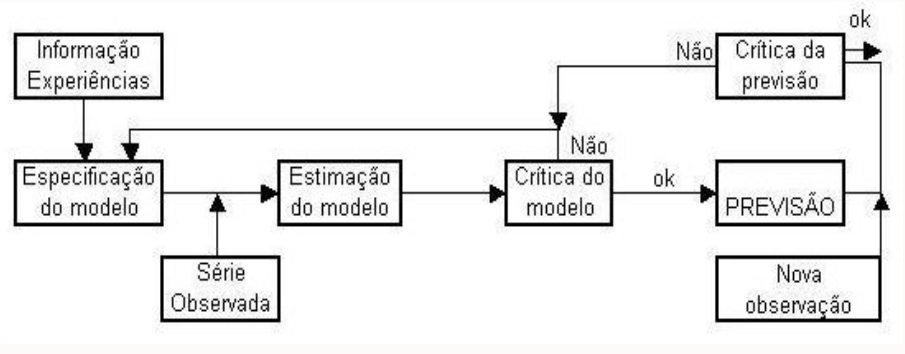 ok
Informação
Experiências
Não
Crítica da
previsão
Não
Especificação
do modelo
Estimação
do modelo
Crítica do
modelo
ok
PREVISÃO
Série
Observada
Nova
observação